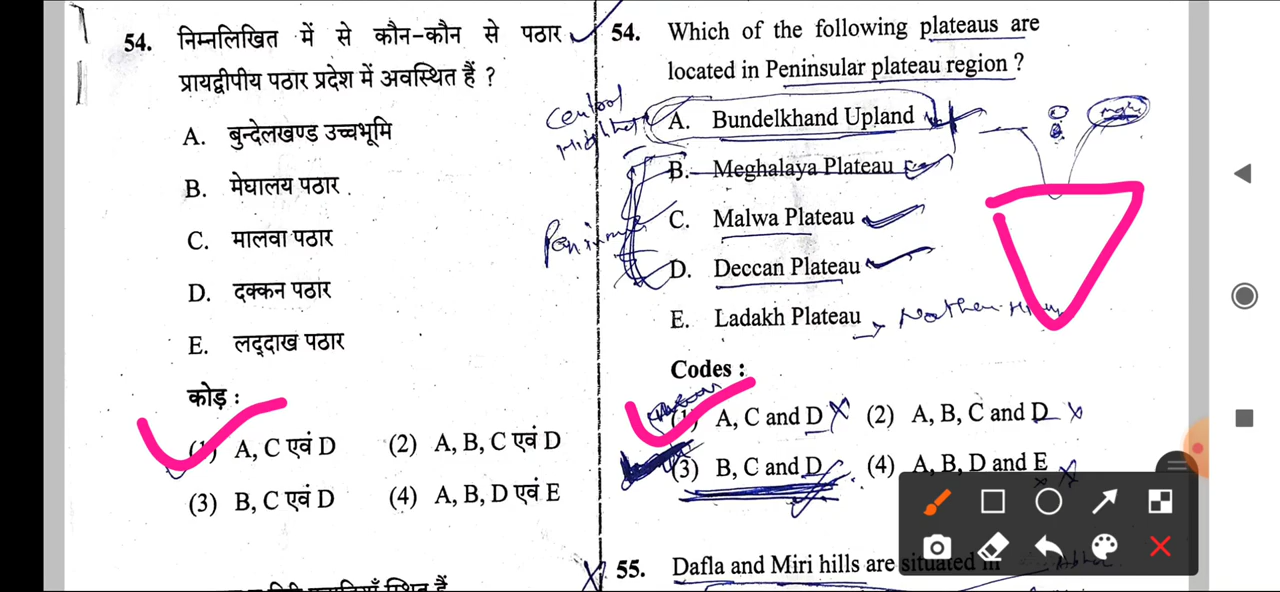 54. निम्नलिखित में से कौन-कौन से पठार
प्रायद्वीपीय पठार प्रदेश में अवस्थित हैं ?
A. बुन्देलखण्ड उच्चभूमि
B. मेघालय पठार
C. मालवा पठार
D. दक्कन पठार
E. लद्दाख पठार
कोड़ :
(1) A, C एवं D (2) A, B, C एवं D
(3) B, C एवं D (4) A, B, D एवं E
54. Which of the following plateaus are
located in Peninsular plateau region ?
Central
A. Bundelkhand Upland
B. Meghalaya Plateau
C. Malwa Plateau
D. Deccan Plateau
E. Ladakh Plateau
Codes :
(1) A, C and D (2) A, B, C and D
(3) B, C and D (4) A, B, D and E
55. Dafla and Miri hills are situated in